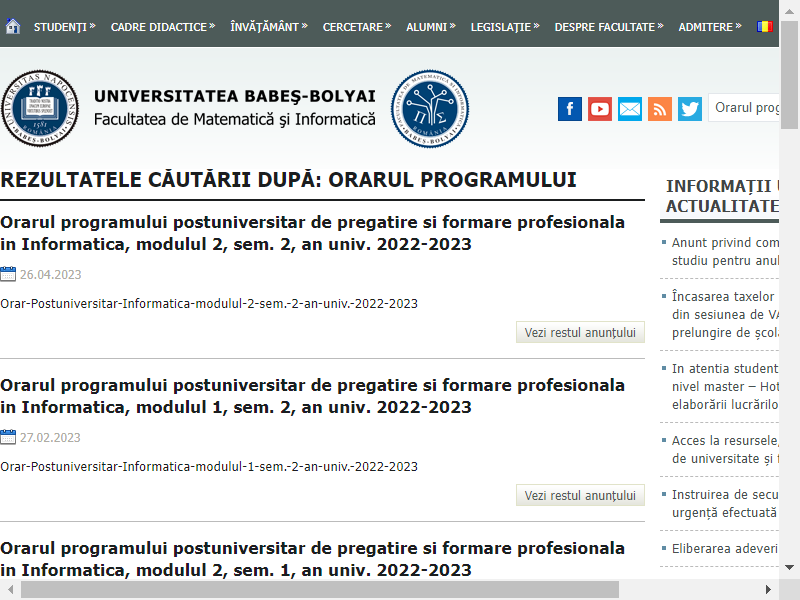 STUDENȚI» CADRE DIDACTICE» ÎNVĂȚĂMÂNT» CERCETARE» ALUMNI» LEGISLAȚIE» DESPRE FACULTATE» ADMITERE»
UNIVERSITATEA BABEȘ-BOLYAI
Facultatea de Matematică și Informatică
Orarul prog
REZULTATELE CĂUTĂRII DUPĂ: ORARUL PROGRAMULUI
Orarul programului postuniversitar de pregatire si formare profesionala
in Informatica, modulul 2, sem. 2, an univ. 2022-2023
26.04.2023
Orar-Postuniversitar-Informatica-modulul-2-sem.-2-an-univ.-2022-2023
Vezi restul anunțului
Orarul programului postuniversitar de pregatire si formare profesionala
in Informatica, modulul 1, sem. 2, an univ. 2022-2023
27.02.2023
Orar-Postuniversitar-Informatica-modulul-1-sem.-2-an-univ.-2022-2023
Vezi restul anunțului
Orarul programului postuniversitar de pregatire si formare profesionala
in Informatica, modulul 2, sem. 1, an univ. 2022-2023
INFORMAȚII
ACTUALITATE
Anunt privind com
studiu pentru anul
Încasarea taxelor
din sesiunea de VA
prelungire de școla
In atentia student
nivel master – Hot
elaborării lucrărilo
Acces la resursele,
de universitate și
Instruirea de secu
urgență efectuată
Eliberarea adeveri